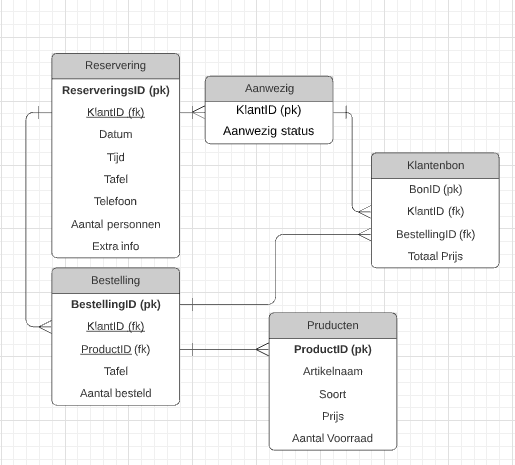 Reservering
ReserveringsID (pk)
KlantID (fk)
Datum
Tijd
Tafel
Telefoon
Aantal personnen
Extra info
Aanwezig
KlantID (pk)
Aanwezig status
Klantenbon
BonID (pk)
KlantID (fk)
BestellingID (fk)
Totaal Prijs
Bestelling
BestellingID (pk)
KlantID (fk)
ProductID (fk)
Tafel
Aantal besteld
Pruducten
ProductID (pk)
Artikelnaam
Soort
Prijs
Aantal Voorraad